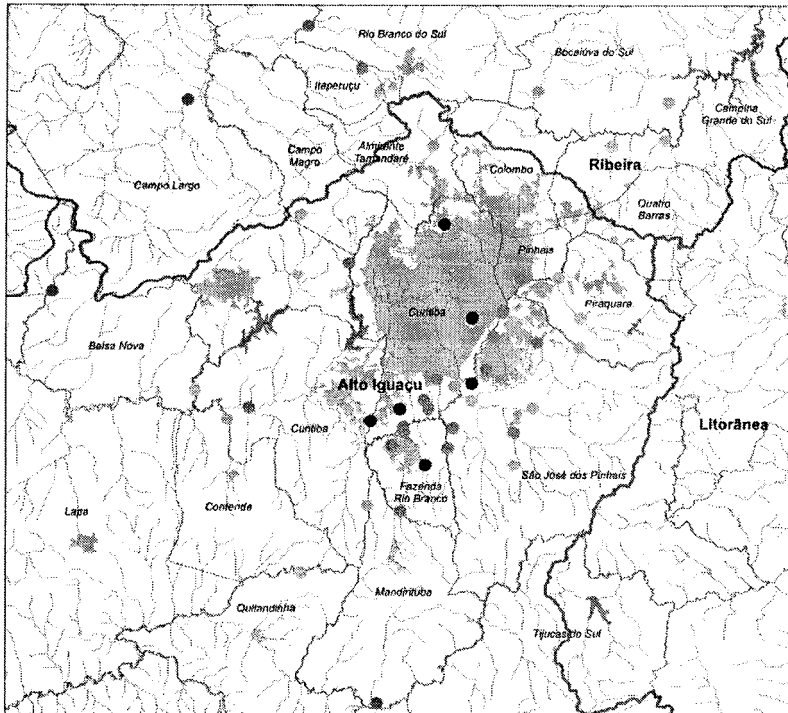 Rio Branco do Sul
Bocaiúva do Sul
Itaperuçu
Campina
Grande do Sul
Campo
Magro
Almirante
Tamandaré
Colombo
Ribeira
Campo Largo
Quatro
Barras
Pinhais
Piraquara
Curitiba
Balsa Nova
Alto Iguaçu
Litorânea
Curitiba
São José dos Pinhais
Fazenda
Rio Branco
Contenda
Lapa
Mandirituba
Quitandinha
Tijucas do Sul